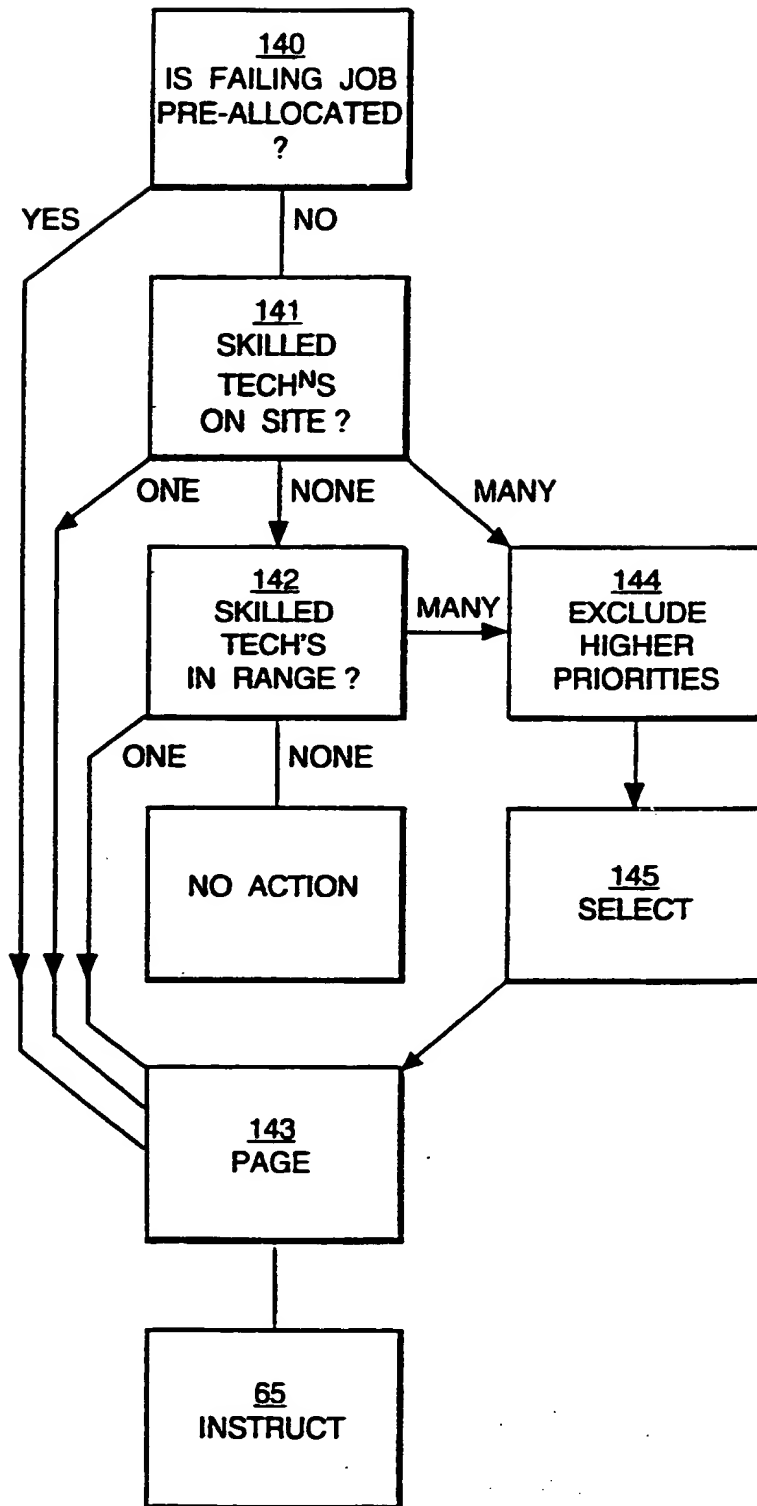 140
IS FAILING JOB
PRE-ALLOCATED
?
YES
NO
141
SKILLED
TECHᴺS
ON SITE ?
ONE
NONE
MANY
142
SKILLED
TECH'S
IN RANGE ?
MANY
144
EXCLUDE
HIGHER
PRIORITIES
ONE
NONE
NO ACTION
145
SELECT
143
PAGE
65
INSTRUCT